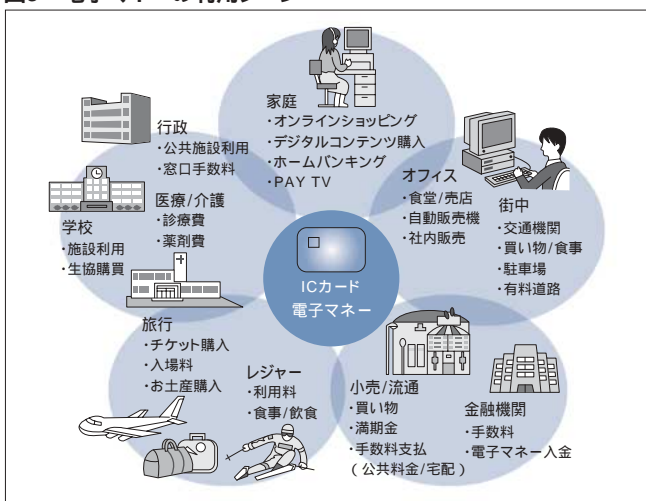 家庭
・オンラインショッピング
・デジタルコンテンツ購入
・ホームバンキング
・PAY TV
行政
・公共施設利用
・窓口手数料
医療/介護
・診療費
・薬剤費
学校
・施設利用
・生協購買
オフィス
・食堂/売店
・自動販売機
・社内販売
街中
・交通機関
・買い物/食事
・駐車場
・有料道路
ICカード
電子マネー
旅行
・チケット購入
・入場料
・お土産購入
レジャー
・利用料
・食事/飲食
小売/流通
・買い物
・満期金
・手数料支払
(公共料金/宅配)
金融機関
・手数料
・電子マネー入金